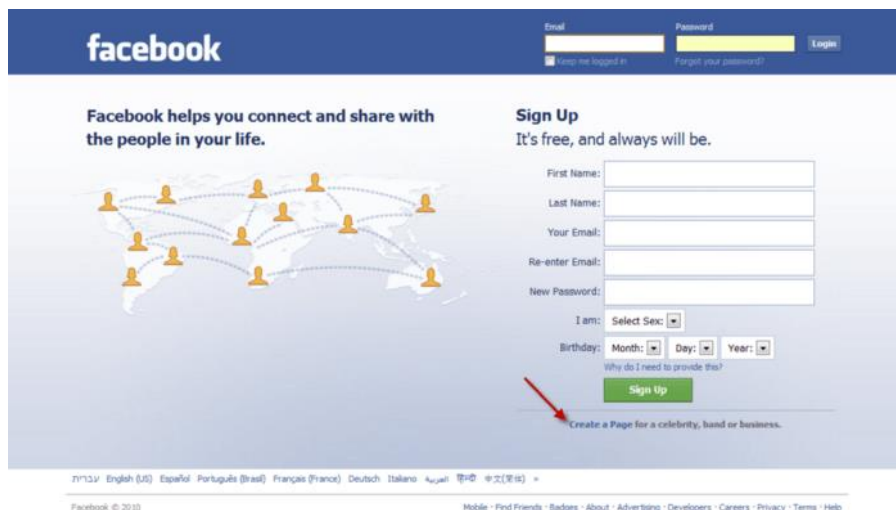 Email Password
facebook
Login
Keep me logged in Forgot your password?
Facebook helps you connect and share with
the people in your life.
Sign Up
It's free, and always will be.
First Name:
Last Name:
Your Email:
Re-enter Email:
New Password:
I am: Select Sex:
Birthday: Month: Day: Year:
Why do I need to provide this?
Sign Up
Create a Page for a celebrity, band or business.
עברית English (US) Español Português (Brasil) Français (France) Deutsch Italiano العربية हिन्दी 中文(简体) »
Facebook © 2010 Mobile · Find Friends · Badges · About · Advertising · Developers · Careers · Privacy · Terms · Help